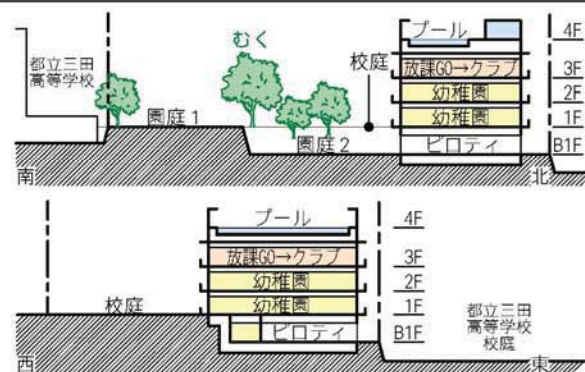 プール
4F
むく
校庭
都立三田
高等学校
放課GO→クラブ
3F
幼稚園
2F
幼稚園
1F
園庭1
園庭2
ピロティ
B1F
南
北
プール
4F
放課GO→クラブ
3F
幼稚園
2F
校庭
幼稚園
1F
ピロティ
B1F
都立三田
高等学校
校庭
西
東